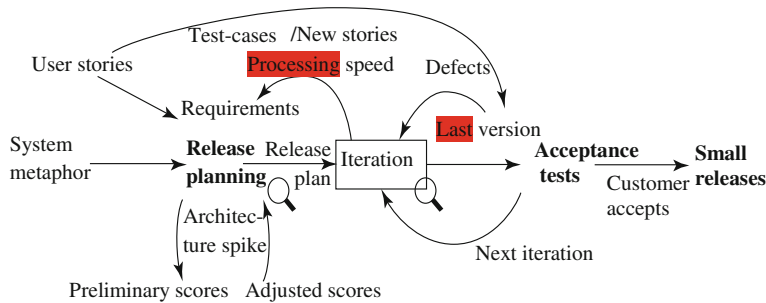 Test-cases /New stories
User stories
Processing speed
Defects
Requirements
Last version
System
metaphor
Release
planning
Release
plan
Iteration
Acceptance
tests
Customer
accepts
Small
releases
Architec-
ture spike
Next iteration
Preliminary scores
Adjusted scores